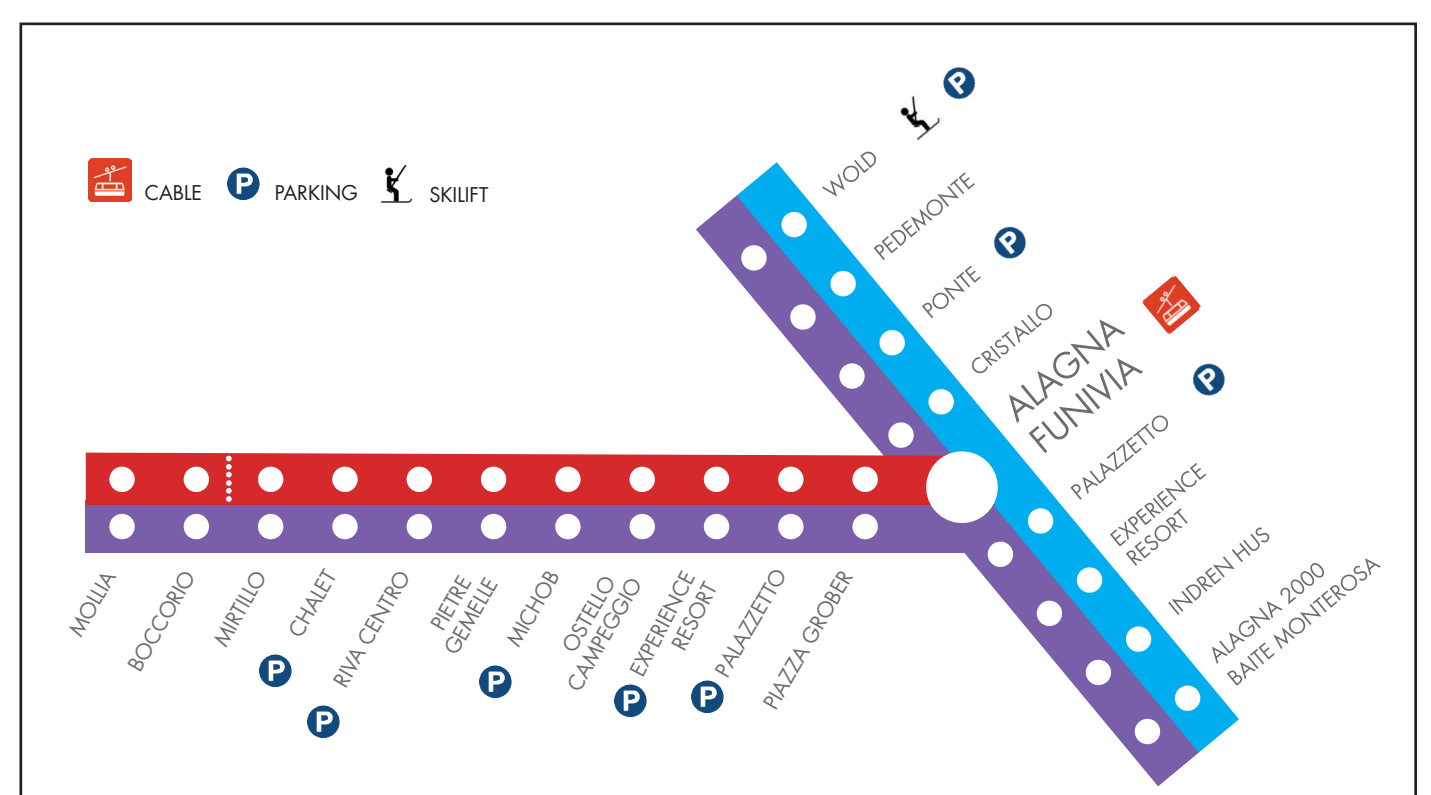 CABLE
P
PARKING
SKILIFT
P
WOLD
PEDEMONTE
P
PONTE
CRISTALLO
ALAGNA
FUNIVIA
P
PALAZZETTO
EXPERIENCE
RESORT
INDREN HUS
ALAGNA 2000
BAITE MONTEROSA
MOLLIA
BOCCORIO
MIRTILLO
CHALET
P
RIVA CENTRO
P
PIETRE
GEMELLE
MICHOB
P
OSTELLO
CAMPEGGIO
EXPERIENCE
RESORT
P
PALAZZETTO
P
PIAZZA GROBER